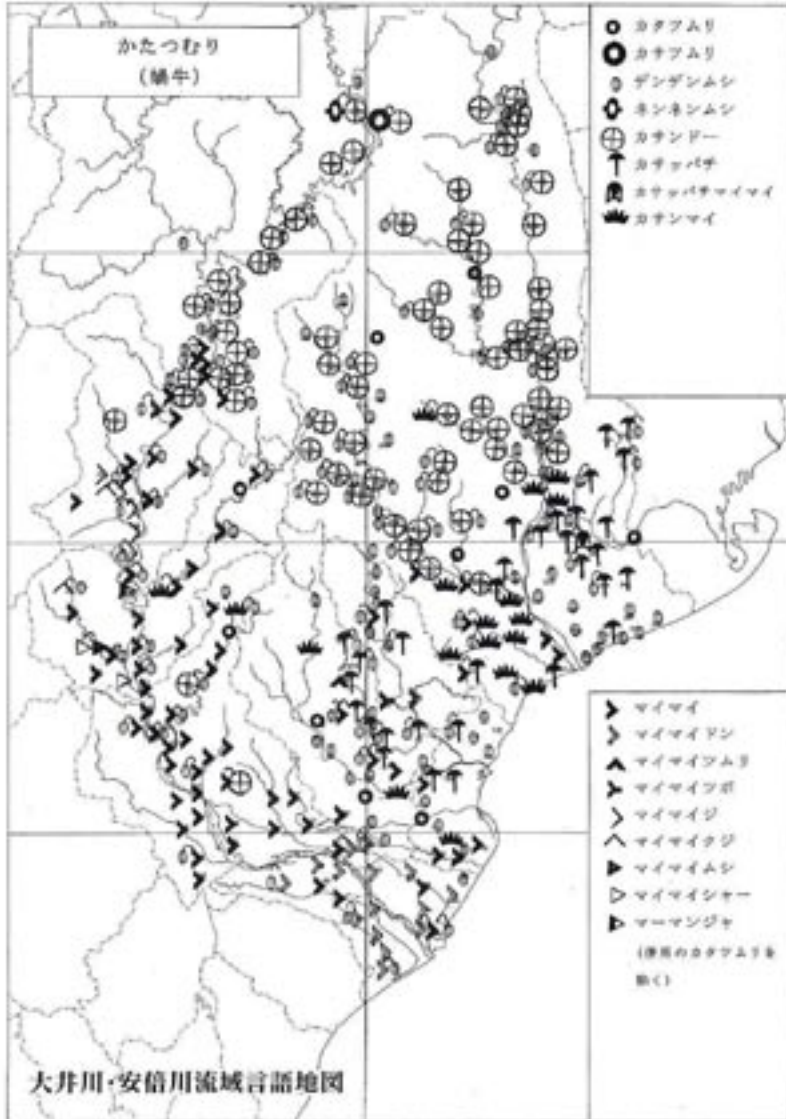 かたつむり
(蝸牛)
カタツムリ
カサツムリ
デンデンムシ
ネンネンムシ
カサンドー
カサッパチ
カサッパチマイマイ
カサンマイ
マイマイ
マイマイドン
マイマイツムリ
マイマイツボ
マイマイジ
マイマイクジ
マイマイムシ
マイマイシャー
マーマンジャ
(併用のカタツムリを
除く)
大井川・安倍川流域言語地図